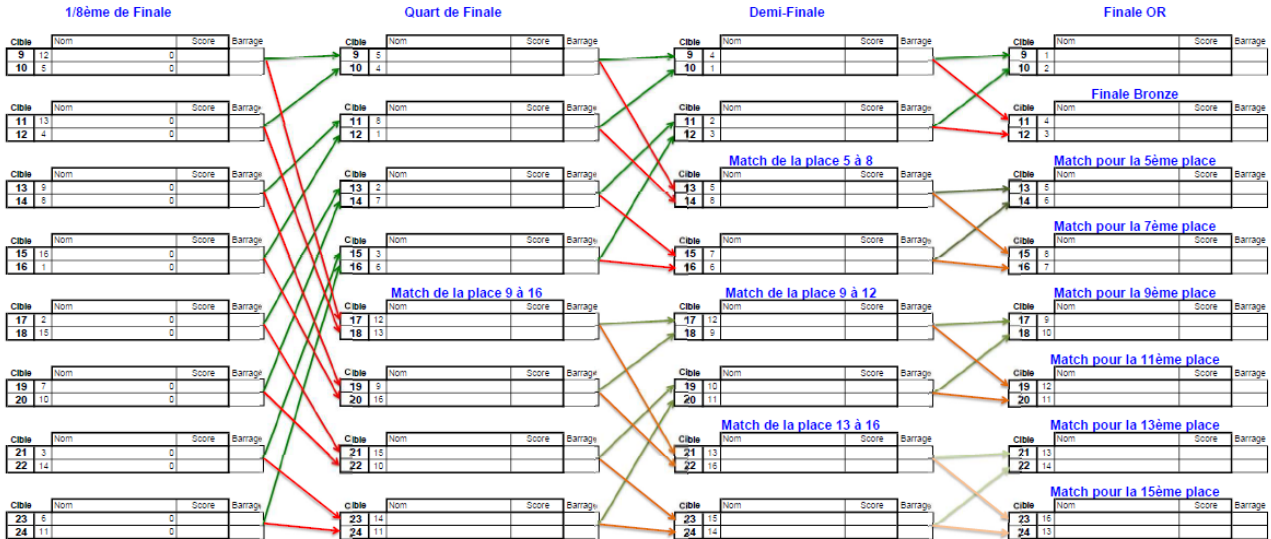 1/8ème de Finale Quart de Finale Demi-Finale Finale OR
Cible Nom Score Barrage Cible Nom Score Barrage Cible Nom Score Barrage Cible Nom Score Barrage
9 12 0 9 5 9 4 9 1
10 5 0 10 4 10 1 10 2
Finale Bronze
Cible Nom Score Barrage Cible Nom Score Barrage Cible Nom Score Barrage Cible Nom Score Barrage
11 13 0 11 8 11 2 11 4
12 4 0 12 1 12 3 12 3
Match de la place 5 à 8 Match pour la 5ème place
Cible Nom Score Barrage Cible Nom Score Barrage Cible Nom Score Barrage Cible Nom Score Barrage
13 9 0 13 2 13 5 13 5
14 8 0 14 7 14 8 14 6
Match pour la 7ème place
Cible Nom Score Barrage Cible Nom Score Barrage Cible Nom Score Barrage Cible Nom Score Barrage
15 16 0 15 3 15 7 15 8
16 1 0 16 6 16 6 16 7
Match de la place 9 à 16 Match de la place 9 à 12 Match pour la 9ème place
Cible Nom Score Barrage Cible Nom Score Barrage Cible Nom Score Barrage Cible Nom Score Barrage
17 2 0 17 12 17 12 17 9
18 15 0 18 13 18 9 18 10
Match pour la 11ème place
Cible Nom Score Barrage Cible Nom Score Barrage Cible Nom Score Barrage Cible Nom Score Barrage
19 7 0 19 9 19 10 19 12
20 10 0 20 16 20 11 20 11
Match de la place 13 à 16 Match pour la 13ème place
Cible Nom Score Barrage Cible Nom Score Barrage Cible Nom Score Barrage Cible Nom Score Barrage
21 3 0 21 15 21 13 21 13
22 14 0 22 10 22 16 22 14
Match pour la 15ème place
Cible Nom Score Barrage Cible Nom Score Barrage Cible Nom Score Barrage Cible Nom Score Barrage
23 6 0 23 14 23 15 23 16
24 11 0 24 11 24 14 24 13